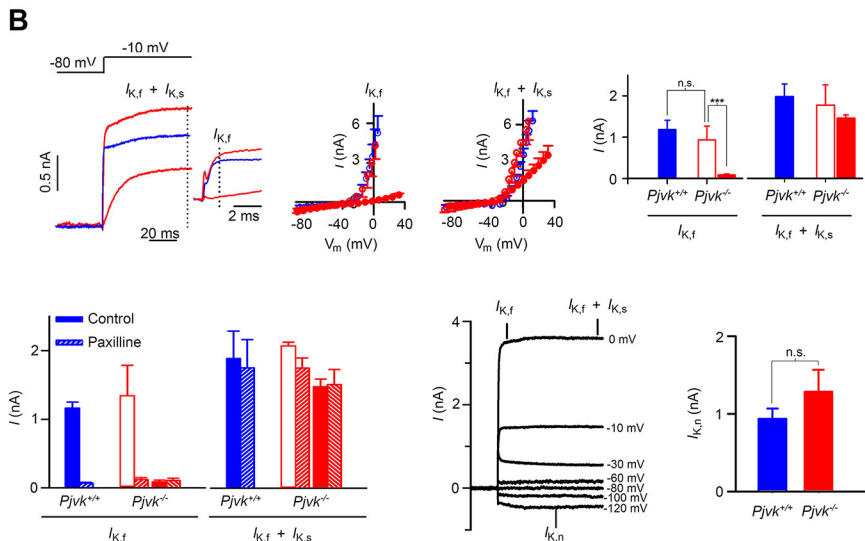 B
-80 mV
-10 mV
IK,f + IK,s
IK,f
0.5 nA
20 ms
2 ms
IK,f
I (nA)
6
3
-80
-40
0
40
Vm (mV)
IK,f + IK,s
I (nA)
6
3
-80
-40
0
40
Vm (mV)
I (nA)
2
1
0
n.s.
***
Pjvk+/+
Pjvk-/-
Pjvk+/+
Pjvk-/-
IK,f
IK,f + IK,s
Control
Paxilline
I (nA)
2
1
0
Pjvk+/+
Pjvk-/-
Pjvk+/+
Pjvk-/-
IK,f
IK,f + IK,s
IK,f
IK,f + IK,s
I (nA)
4
2
0
0 mV
-10 mV
-30 mV
-60 mV
-80 mV
-100 mV
-120 mV
IK,n
IK,n (nA)
2
1
0
n.s.
Pjvk+/+
Pjvk-/-